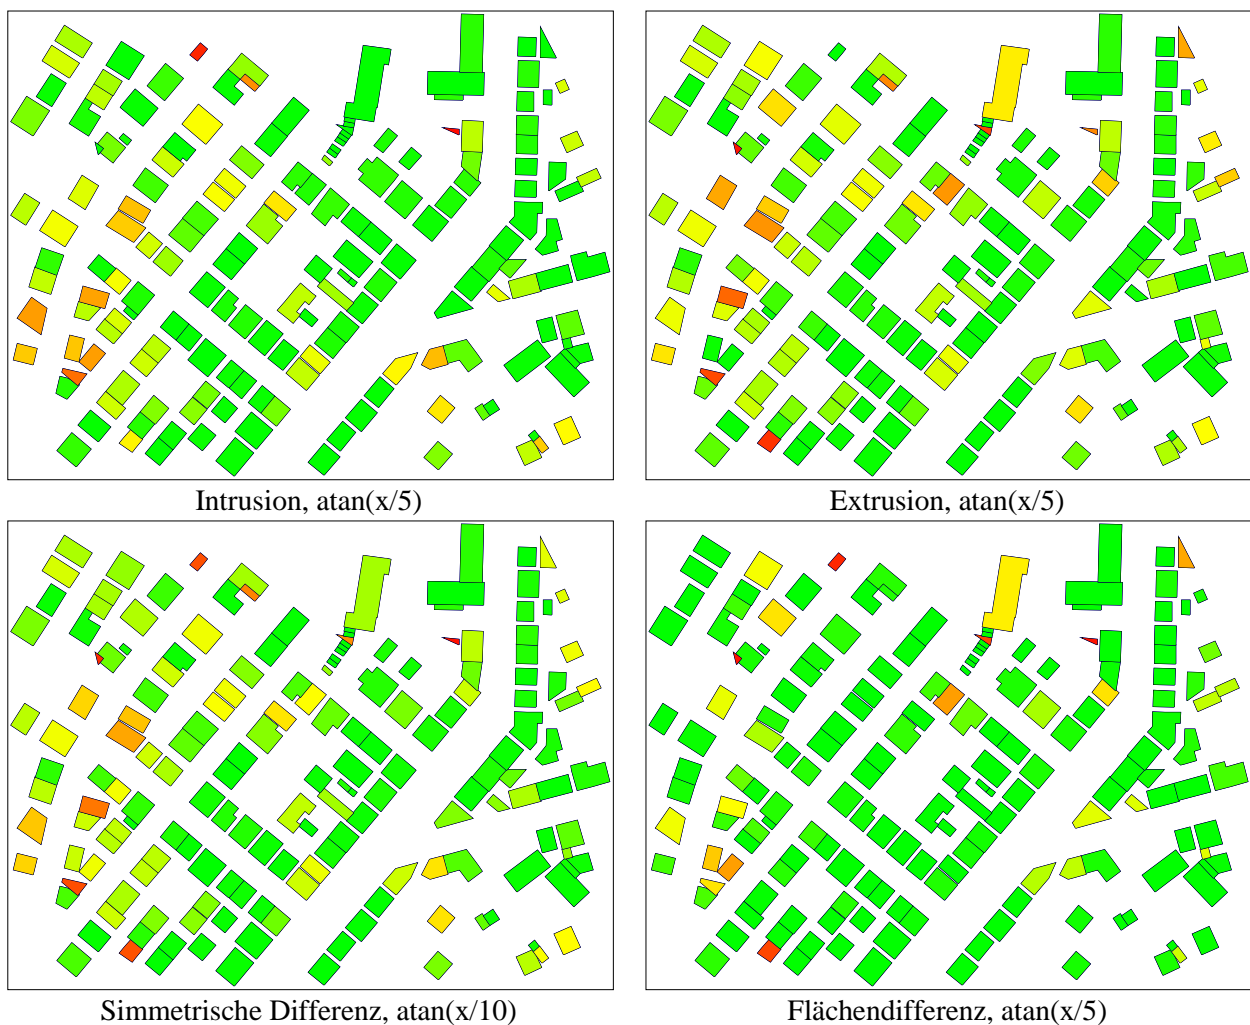 Intrusion, atan(x/5)
Extrusion, atan(x/5)
Simmetrische Differenz, atan(x/10)
Flächendifferenz, atan(x/5)